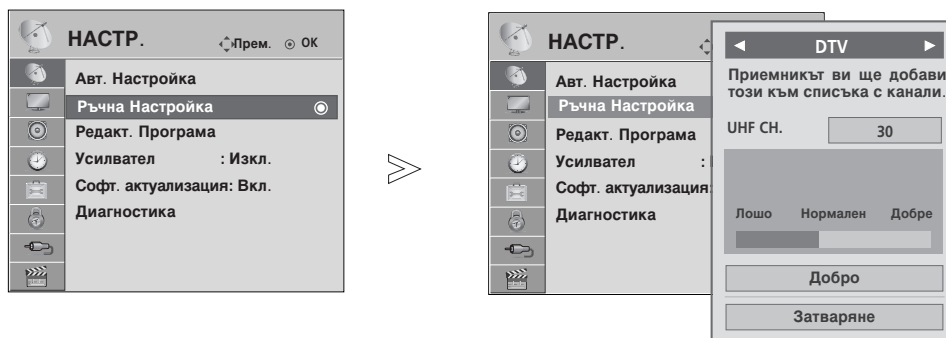 НАСТР.
Прем. OK
Авт. Настройка
Ръчна Настройка
Редакт. Програма
Усилвател : Изкл.
Софт. актуализация: Вкл.
Диагностика
НАСТР.
Авт. Настройка
Ръчна Настройка
Редакт. Програма
Усилвател :
Софт. актуализация:
Диагностика
DTV
Приемникът ви ще добави
този към списъка с канали.
UHF CH. 30
Лошо Нормален Добре
Добро
Затваряне